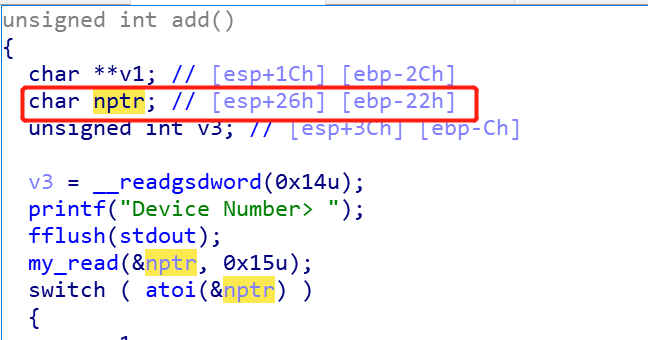 unsigned int add()
{
char **v1; // [esp+1Ch] [ebp-2Ch]
char nptr; // [esp+26h] [ebp-22h]
unsigned int v3; // [esp+3Ch] [ebp-Ch]
v3 = __readgsdword(0x14u);
printf("Device Number> ");
fflush(stdout);
my_read(&nptr, 0x15u);
switch ( atoi(&nptr) )
{